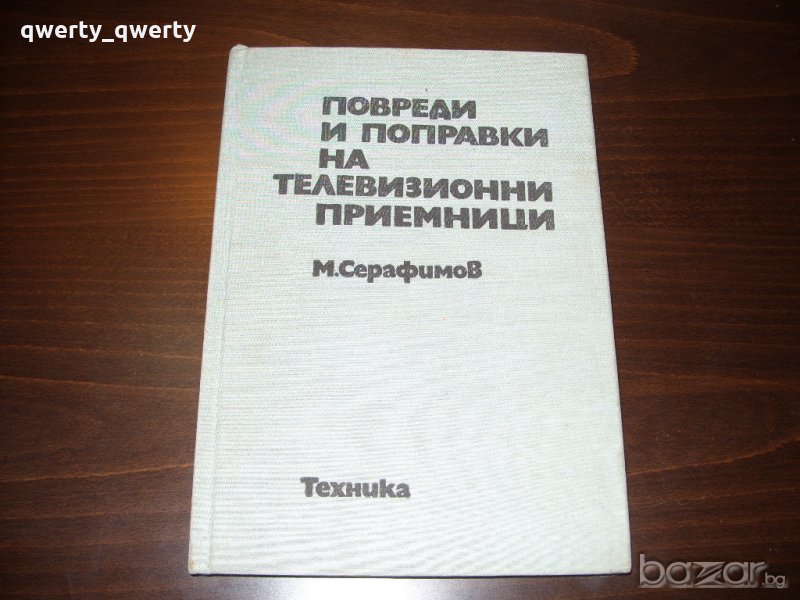 qwerty_qwerty
ПОВРЕДИ
И ПОПРАВКИ
НА
ТЕЛЕВИЗИОННИ
ПРИЕМНИЦИ
М.Серафимов
Техника
bazar.bg